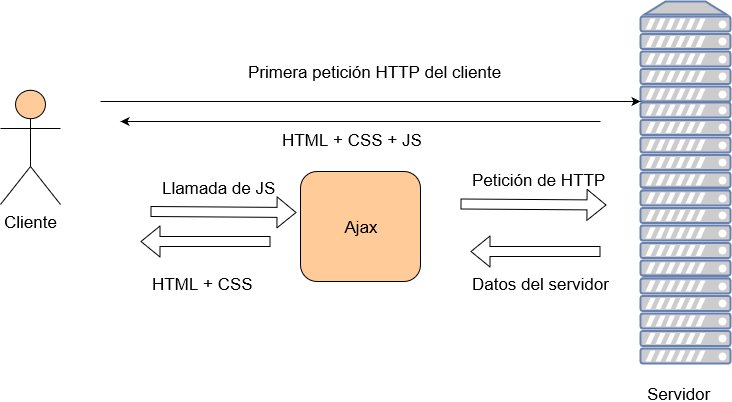 Primera petición HTTP del cliente
HTML + CSS + JS
Llamada de JS
Petición de HTTP
Cliente
Ajax
HTML + CSS
Datos del servidor
Servidor